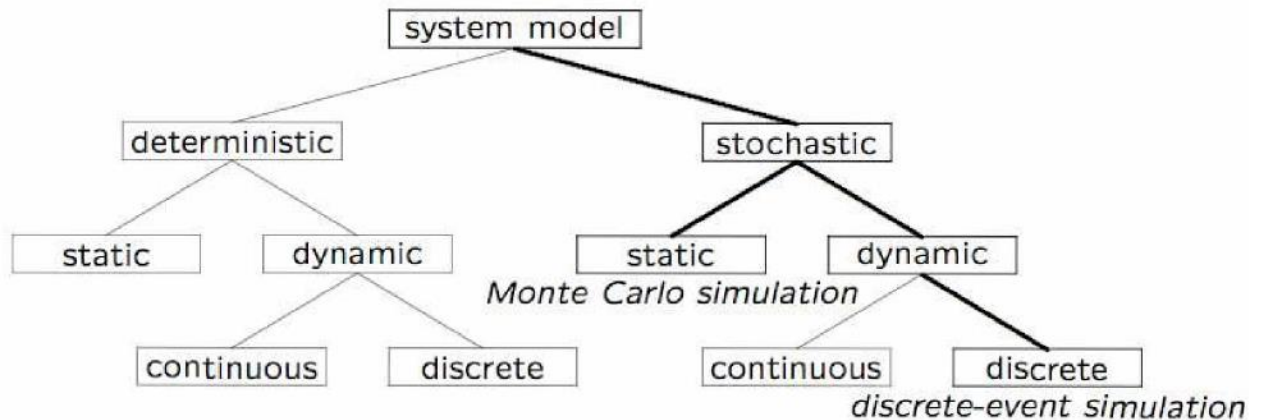 system model
deterministic
stochastic
static
dynamic
static
dynamic
Monte Carlo simulation
continuous
discrete
continuous
discrete
discrete-event simulation